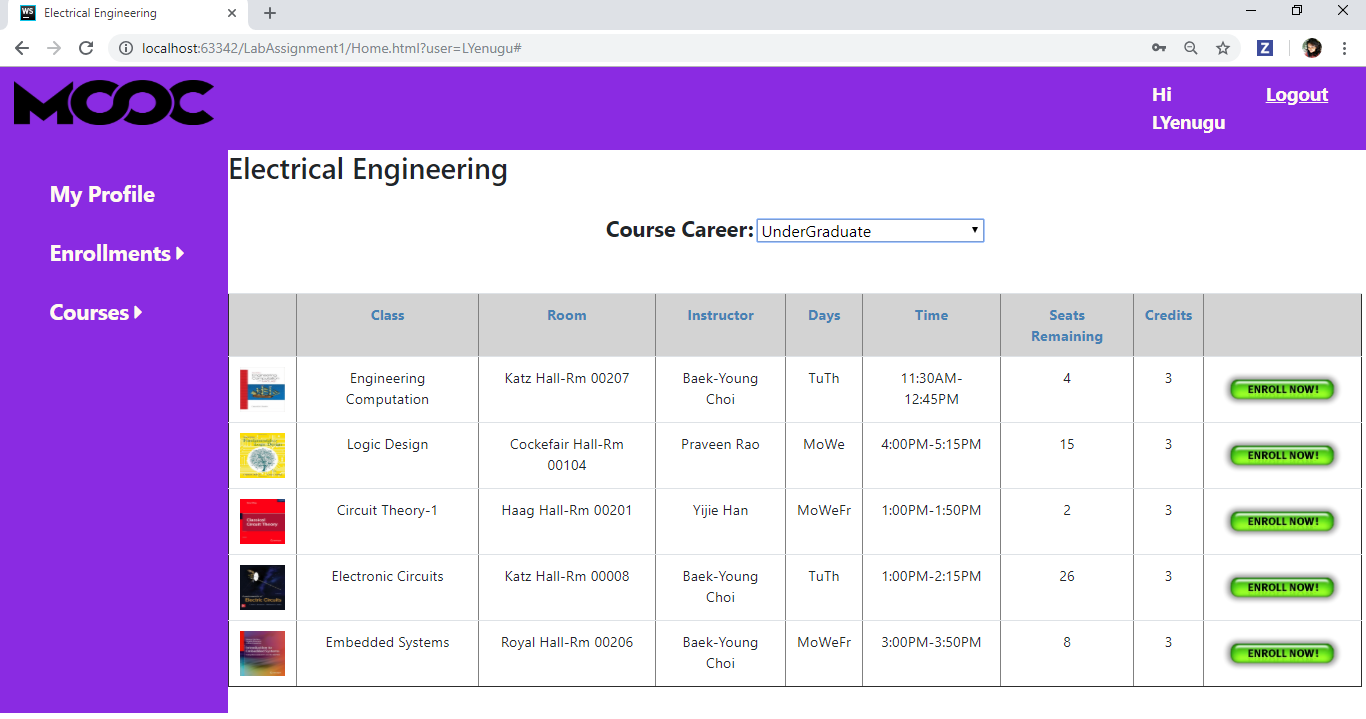 WS Electrical Engineering
localhost:63342/LabAssignment1/Home.html?user=LYenugu#
Z
MOOC
Hi
LYenugu
Logout
My Profile
Enrollments
Courses
Electrical Engineering
Course Career: UnderGraduate
Class Room Instructor Days Time Seats Remaining Credits
Engineering Computation Katz Hall-Rm 00207 Baek-Young Choi TuTh 11:30AM-12:45PM 4 3 ENROLL NOW!
Logic Design Cockefair Hall-Rm 00104 Praveen Rao MoWe 4:00PM-5:15PM 15 3 ENROLL NOW!
Classical Circuit Theory
Circuit Theory-1 Haag Hall-Rm 00201 Yijie Han MoWeFr 1:00PM-1:50PM 2 3 ENROLL NOW!
Electric Circuits
Electronic Circuits Katz Hall-Rm 00008 Baek-Young Choi TuTh 1:00PM-2:15PM 26 3 ENROLL NOW!
Embedded Systems Royal Hall-Rm 00206 Baek-Young Choi MoWeFr 3:00PM-3:50PM 8 3 ENROLL NOW!